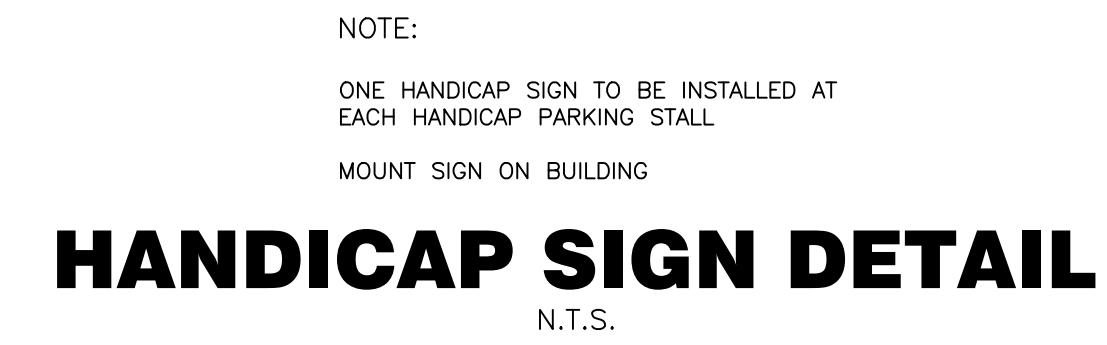 NOTE:
ONE HANDICAP SIGN TO BE INSTALLED AT
EACH HANDICAP PARKING STALL
MOUNT SIGN ON BUILDING
HANDICAP SIGN DETAIL
N.T.S.